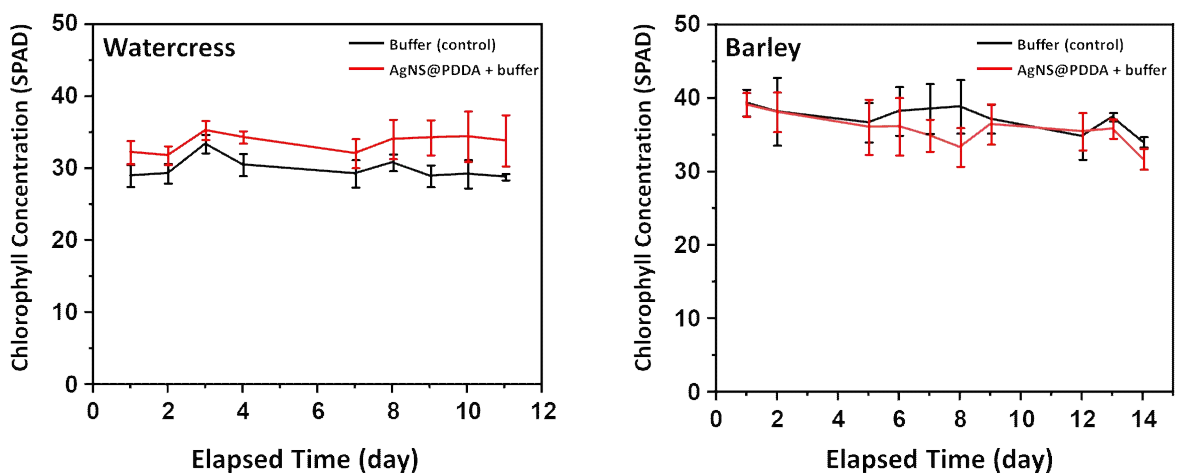 Watercress
Buffer (control)
AgNS@PDDA + buffer
Chlorophyll Concentration (SPAD)
50
40
30
20
10
0
0 2 4 6 8 10 12
Elapsed Time (day)
Barley
Buffer (control)
AgNS@PDDA + buffer
Chlorophyll Concentration (SPAD)
50
40
30
20
10
0
0 2 4 6 8 10 12 14
Elapsed Time (day)